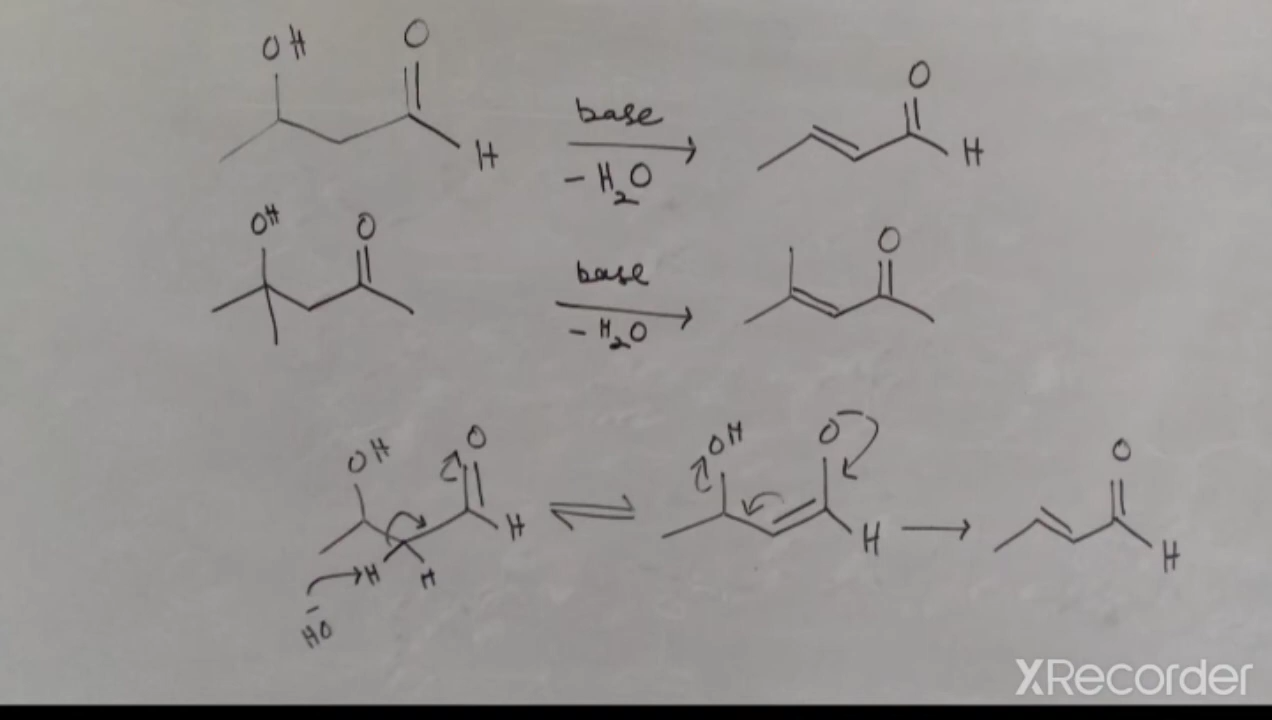 OH O
base
H H
- H2O O
OH O
base O
- H2O
OH O OH O O
H H H
H H
HO-
XRecorder